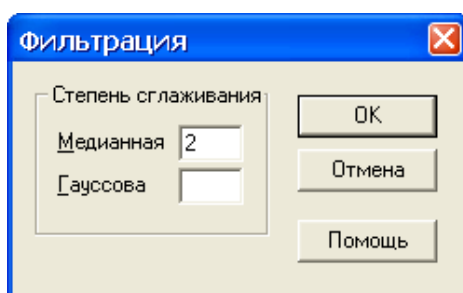 Фильтрация
Степень сглаживания
Медианная 2
Гауссова
OK
Отмена
Помощь